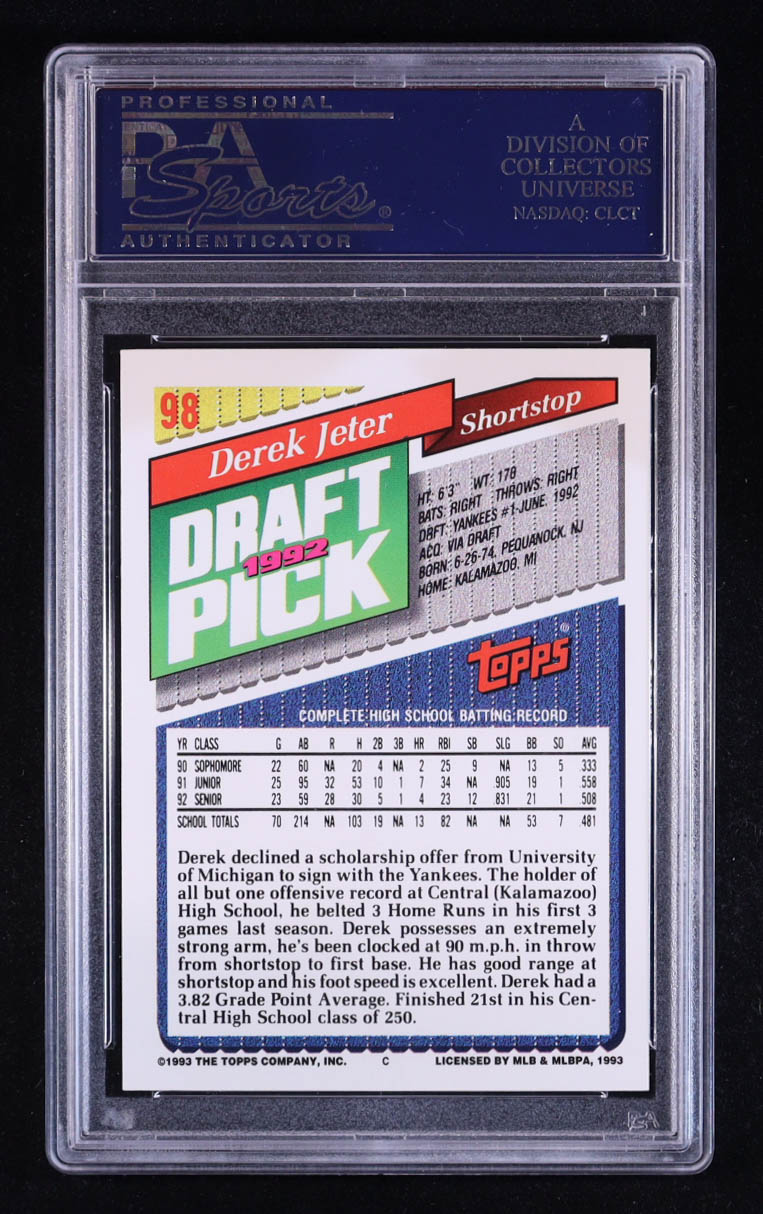 PROFESSIONAL
PSA
Sports®
AUTHENTICATOR
A
DIVISION OF
COLLECTORS
UNIVERSE
NASDAQ: CLCT
98
Derek Jeter
Shortstop
DRAFT
1992
PICK
HT: 6'3" WT: 178
BATS: RIGHT THROWS: RIGHT
DRFT: YANKEES #1-JUNE, 1992
ACQ: VIA DRAFT
BORN: 6-26-74, PEQUANOCK, NJ
HOME: KALAMAZOO, MI
TOPPS®
COMPLETE HIGH SCHOOL BATTING RECORD
YR CLASS G AB R H 2B 3B HR RBI SB SLG BB SO AVG
90 SOPHOMORE 22 60 NA 20 4 NA 2 25 9 NA 13 5 .333
91 JUNIOR 25 95 32 53 10 1 7 34 NA .905 19 1 .558
92 SENIOR 23 59 28 30 5 1 4 23 12 .831 21 1 .508
SCHOOL TOTALS 70 214 NA 103 19 NA 13 82 NA NA 53 7 .481
Derek declined a scholarship offer from University
of Michigan to sign with the Yankees. The holder of
all but one offensive record at Central (Kalamazoo)
High School, he belted 3 Home Runs in his first 3
games last season. Derek possesses an extremely
strong arm, he's been clocked at 90 m.p.h. in throw
from shortstop to first base. He has good range at
shortstop and his foot speed is excellent. Derek had a
3.82 Grade Point Average. Finished 21st in his Cen-
tral High School class of 250.
©1993 THE TOPPS COMPANY, INC. C LICENSED BY MLB & MLBPA, 1993
PSA